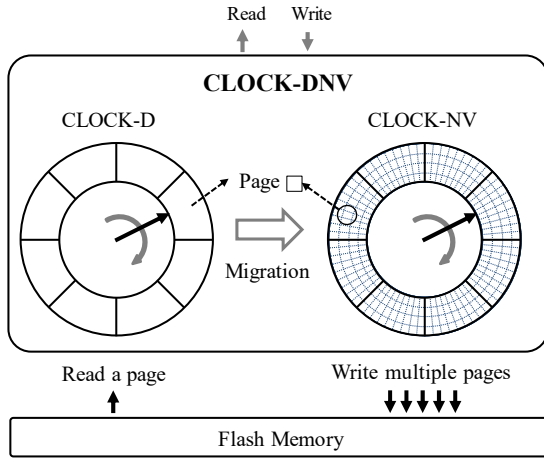 Read Write
CLOCK-DNV
CLOCK-D CLOCK-NV
Page
Migration
Read a page Write multiple pages
Flash Memory